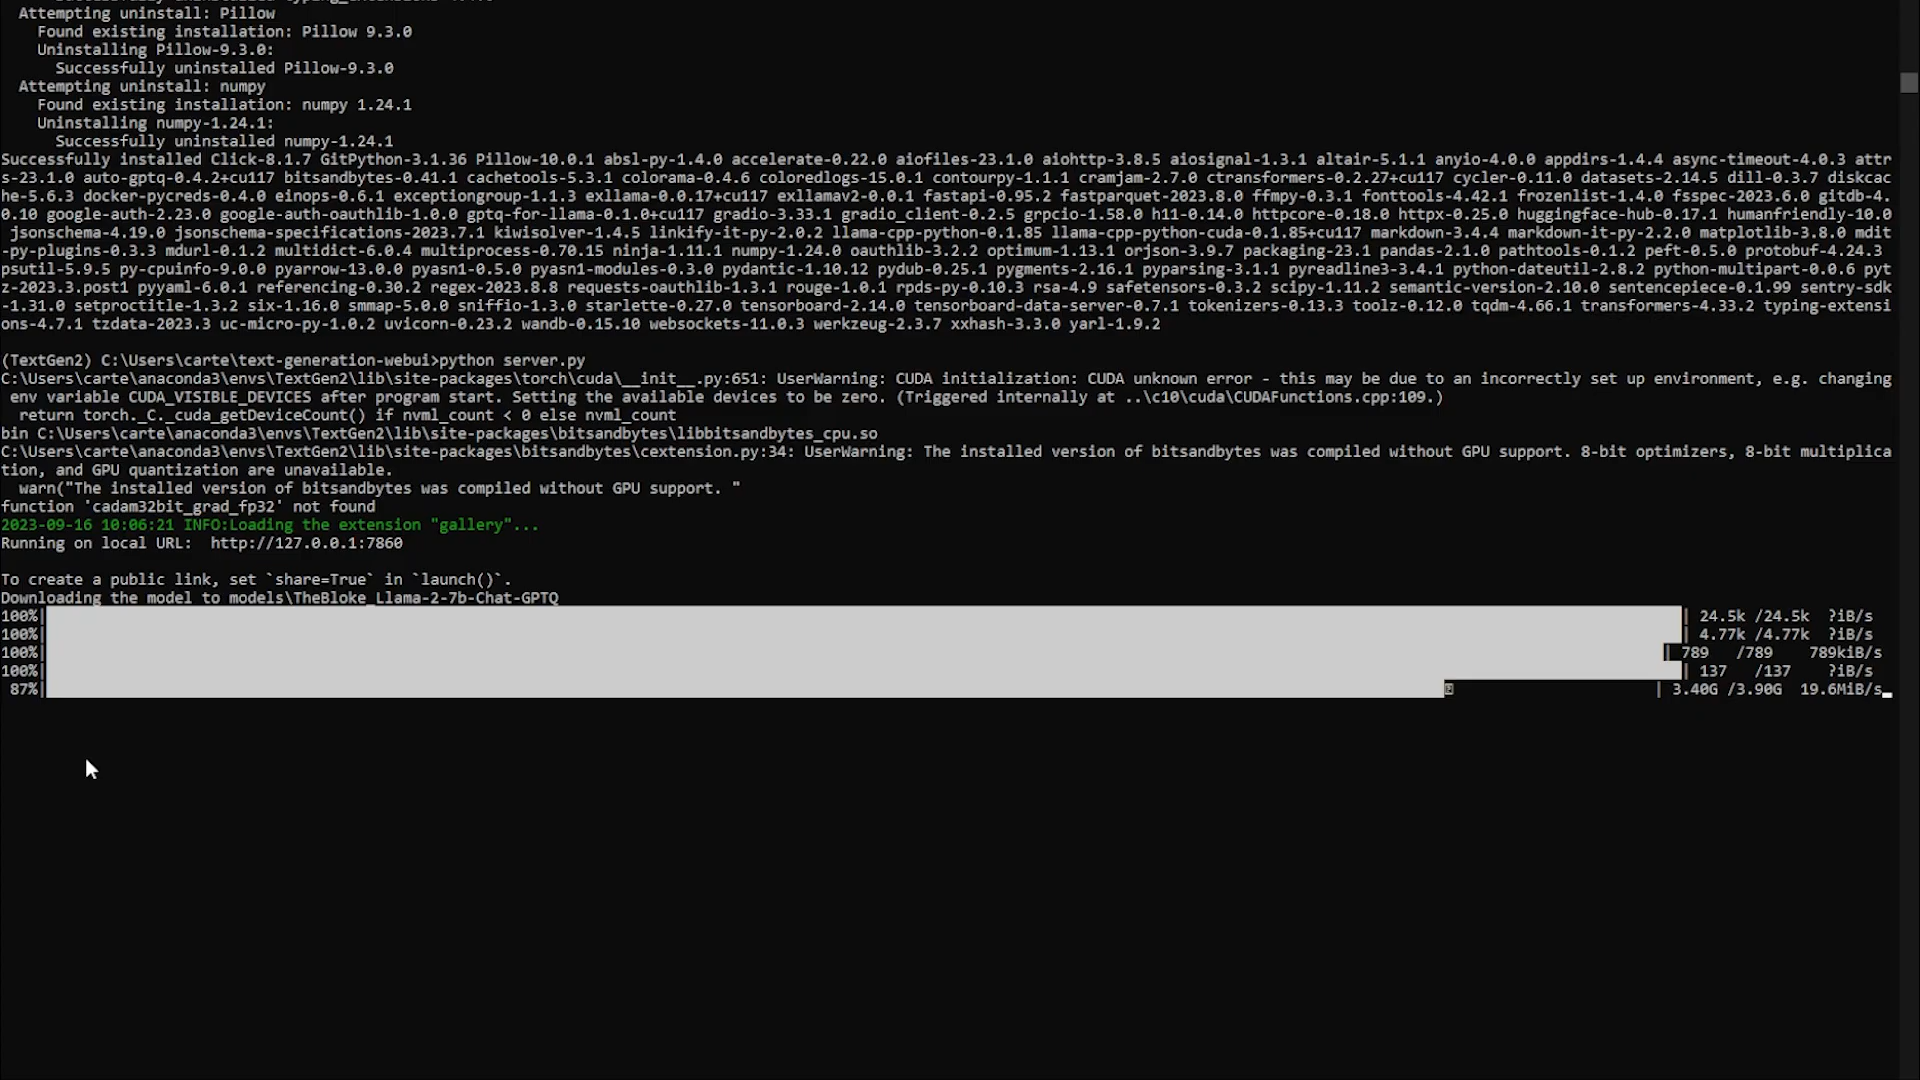 Attempting uninstall: Pillow
Found existing installation: Pillow 9.3.0
Uninstalling Pillow-9.3.0:
Successfully uninstalled Pillow-9.3.0
Attempting uninstall: numpy
Found existing installation: numpy 1.24.1
Uninstalling numpy-1.24.1:
Successfully uninstalled numpy-1.24.1
Successfully installed Click-8.1.7 GitPython-3.1.36 Pillow-10.0.1 absl-py-1.4.0 accelerate-0.22.0 aiofiles-23.1.0 aiohttp-3.8.5 aiosignal-1.3.1 altair-5.1.1 anyio-4.0.0 appdirs-1.4.4 async-timeout-4.0.3 attr
s-23.1.0 auto-gptq-0.4.2+cu117 bitsandbytes-0.41.1 cachetools-5.3.1 colorama-0.4.6 coloredlogs-15.0.1 contourpy-1.1.1 cramjam-2.7.0 ctransformers-0.2.27+cu117 cycler-0.11.0 datasets-2.14.5 dill-0.3.7 diskcac
he-5.6.3 docker-pycreds-0.4.0 einops-0.6.1 exceptiongroup-1.1.3 exllama-0.0.17+cu117 exllamav2-0.0.1 fastapi-0.95.2 fastparquet-2023.8.0 ffmpy-0.3.1 fonttools-4.42.1 frozenlist-1.4.0 fsspec-2023.6.0 gitdb-4.
0.10 google-auth-2.23.0 google-auth-oauthlib-1.0.0 gptq-for-llama-0.1.0+cu117 gradio-3.33.1 gradio_client-0.2.5 grpcio-1.58.0 h11-0.14.0 httpcore-0.18.0 httpx-0.25.0 huggingface-hub-0.17.1 humanfriendly-10.0
jsonschema-4.19.0 jsonschema-specifications-2023.7.1 kiwisolver-1.4.5 linkify-it-py-2.0.2 llama-cpp-python-0.1.85 llama-cpp-python-cuda-0.1.85+cu117 markdown-3.4.4 markdown-it-py-2.2.0 matplotlib-3.8.0 mdit
-py-plugins-0.3.3 mdurl-0.1.2 multidict-6.0.4 multiprocess-0.70.15 ninja-1.11.1 numpy-1.24.0 oauthlib-3.2.2 optimum-1.13.1 orjson-3.9.7 packaging-23.1 pandas-2.1.0 pathtools-0.1.2 peft-0.5.0 protobuf-4.24.3
psutil-5.9.5 py-cpuinfo-9.0.0 pyarrow-13.0.0 pyasn1-0.5.0 pyasn1-modules-0.3.0 pydantic-1.10.12 pydub-0.25.1 pygments-2.16.1 pyparsing-3.1.1 pyreadline3-3.4.1 python-dateutil-2.8.2 python-multipart-0.0.6 pyt
z-2023.3.post1 pyyaml-6.0.1 referencing-0.30.2 regex-2023.8.8 requests-oauthlib-1.3.1 rouge-1.0.1 rpds-py-0.10.3 rsa-4.9 safetensors-0.3.2 scipy-1.11.2 semantic-version-2.10.0 sentencepiece-0.1.99 sentry-sdk
-1.31.0 setproctitle-1.3.2 six-1.16.0 smmap-5.0.0 sniffio-1.3.0 starlette-0.27.0 tensorboard-2.14.0 tensorboard-data-server-0.7.1 tokenizers-0.13.3 toolz-0.12.0 tqdm-4.66.1 transformers-4.33.2 typing-extensi
ons-4.7.1 tzdata-2023.3 uc-micro-py-1.0.2 uvicorn-0.23.2 wandb-0.15.10 websockets-11.0.3 werkzeug-2.3.7 xxhash-3.3.0 yarl-1.9.2
(TextGen2) C:\Users\carte\text-generation-webui>python server.py
C:\Users\carte\anaconda3\envs\TextGen2\lib\site-packages\torch\cuda\__init__.py:651: UserWarning: CUDA initialization: CUDA unknown error - this may be due to an incorrectly set up environment, e.g. changing
env variable CUDA_VISIBLE_DEVICES after program start. Setting the available devices to be zero. (Triggered internally at ..\c10\cuda\CUDAFunctions.cpp:109.)
return torch._C._cuda_getDeviceCount() if nvml_count < 0 else nvml_count
bin C:\Users\carte\anaconda3\envs\TextGen2\lib\site-packages\bitsandbytes\libbitsandbytes_cpu.so
C:\Users\carte\anaconda3\envs\TextGen2\lib\site-packages\bitsandbytes\cextension.py:34: UserWarning: The installed version of bitsandbytes was compiled without GPU support. 8-bit optimizers, 8-bit multiplica
tion, and GPU quantization are unavailable.
warn("The installed version of bitsandbytes was compiled without GPU support. "
function 'cadam32bit_grad_fp32' not found
2023-09-16 10:06:21 INFO:Loading the extension "gallery"...
Running on local URL:  http://127.0.0.1:7860
To create a public link, set `share=True` in `launch()`.
Downloading the model to models\TheBloke_Llama-2-7b-Chat-GPTQ
100%| | 24.5k /24.5k ?iB/s
100%| | 4.77k /4.77k ?iB/s
100%| | 789 /789 789kiB/s
100%| | 137 /137 ?iB/s
87%| | 3.40G /3.90G 19.6MiB/s